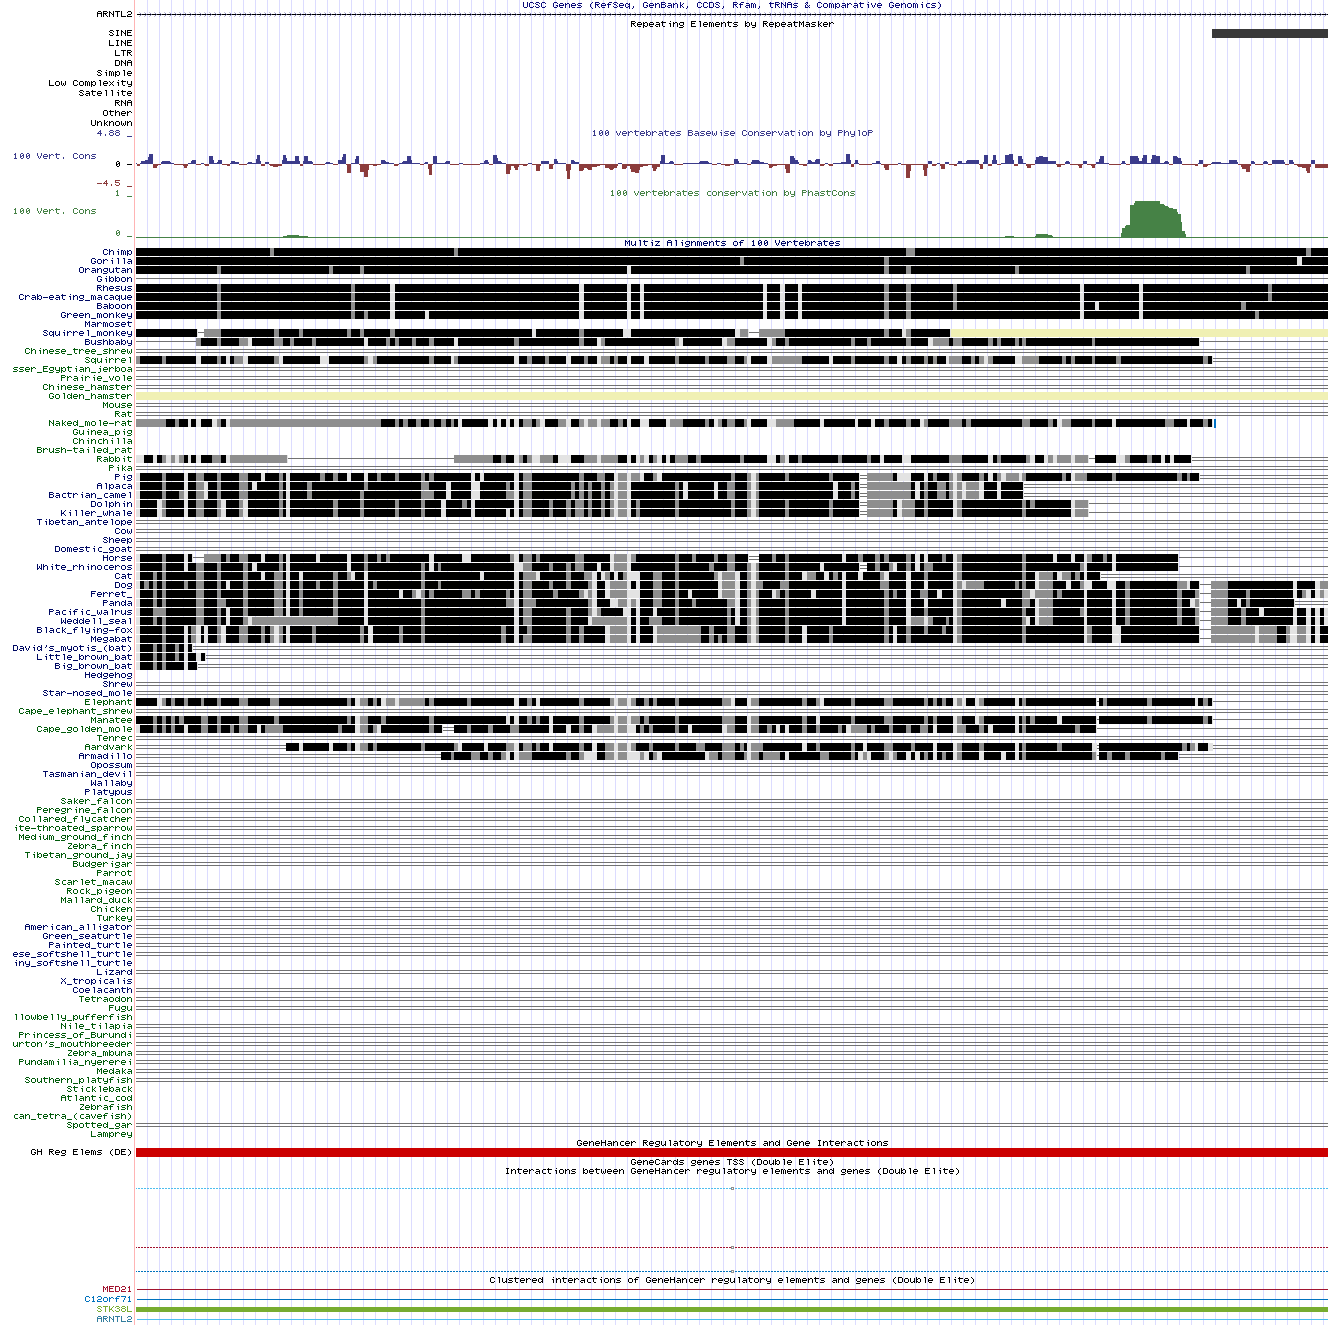 UCSC Genes (RefSeq, GenBank, CCDS, Rfam, tRNAs & Comparative Genomics)
ARNTL2
Repeating Elements by RepeatMasker
SINE
LINE
LTR
DNA
Simple
Low Complexity
Satellite
RNA
Other
Unknown
4.88 _
100 vertebrates Basewise Conservation by PhyloP
100 Vert. Cons
0 -
-4.5 _
100 vertebrates conservation by PhastCons
1 _
100 Vert. Cons
0 _
Multiz Alignments of 100 Vertebrates
Chimp
Gorilla
Orangutan
Gibbon
Rhesus
Crab-eating_macaque
Baboon
Green_monkey
Marmoset
Squirrel_monkey
Bushbaby
Chinese_tree_shrew
Squirrel
sser_Egyptian_jerboa
Prairie_vole
Chinese_hamster
Golden_hamster
Mouse
Rat
Naked_mole-rat
Guinea_pig
Chinchilla
Brush-tailed_rat
Rabbit
Pika
Pig
Alpaca
Bactrian_camel
Dolphin
Killer_whale
Tibetan_antelope
Cow
Sheep
Domestic_goat
Horse
White_rhinoceros
Cat
Dog
Ferret_
Panda
Pacific_walrus
Weddell_seal
Black_flying-fox
Megabat
David's_myotis_(bat)
Little_brown_bat
Big_brown_bat
Hedgehog
Shrew
Star-nosed_mole
Elephant
Cape_elephant_shrew
Manatee
Cape_golden_mole
Tenrec
Aardvark
Armadillo
Opossum
Tasmanian_devil
Wallaby
Platypus
Saker_falcon
Peregrine_falcon
Collared_flycatcher
ite-throated_sparrow
Medium_ground_finch
Zebra_finch
Tibetan_ground_jay
Budgerigar
Parrot
Scarlet_macaw
Rock_pigeon
Mallard_duck
Chicken
Turkey
American_alligator
Green_seaturtle
Painted_turtle
ese_softshell_turtle
iny_softshell_turtle
Lizard
X_tropicalis
Coelacanth
Tetraodon
Fugu
llowbelly_pufferfish
Nile_tilapia
Princess_of_Burundi
urton's_mouthbreeder
Zebra_mbuna
Pundamilia_nyererei
Medaka
Southern_platyfish
Stickleback
Atlantic_cod
Zebrafish
can_tetra_(cavefish)
Spotted_gar
Lamprey
GeneHancer Regulatory Elements and Gene Interactions
GH Reg Elems (DE)
GeneCards genes TSS (Double Elite)
Interactions between GeneHancer regulatory elements and genes (Double Elite)
Clustered interactions of GeneHancer regulatory elements and genes (Double Elite)
MED21
C12orf71
STK38L
ARNTL2